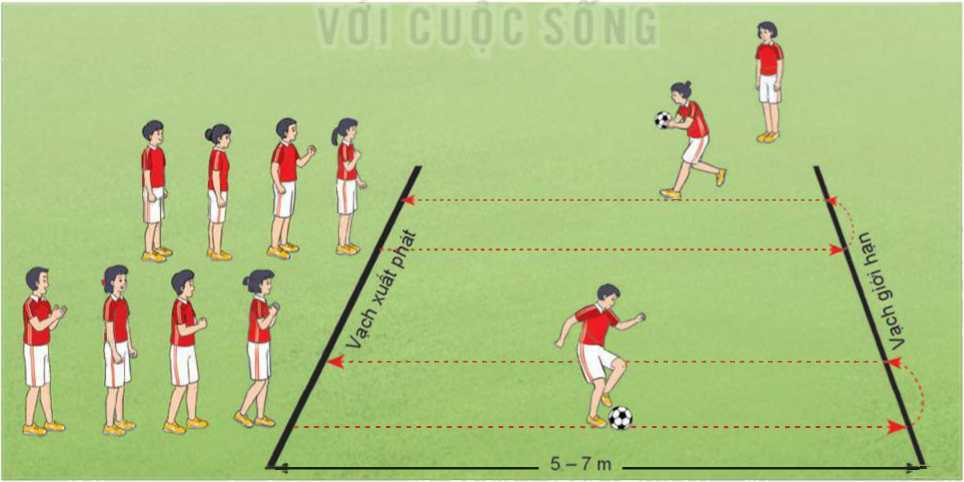 VỚI CUỘC SỐNG
Vạch xuất phát
Vạch giới hạn
5 – 7 m